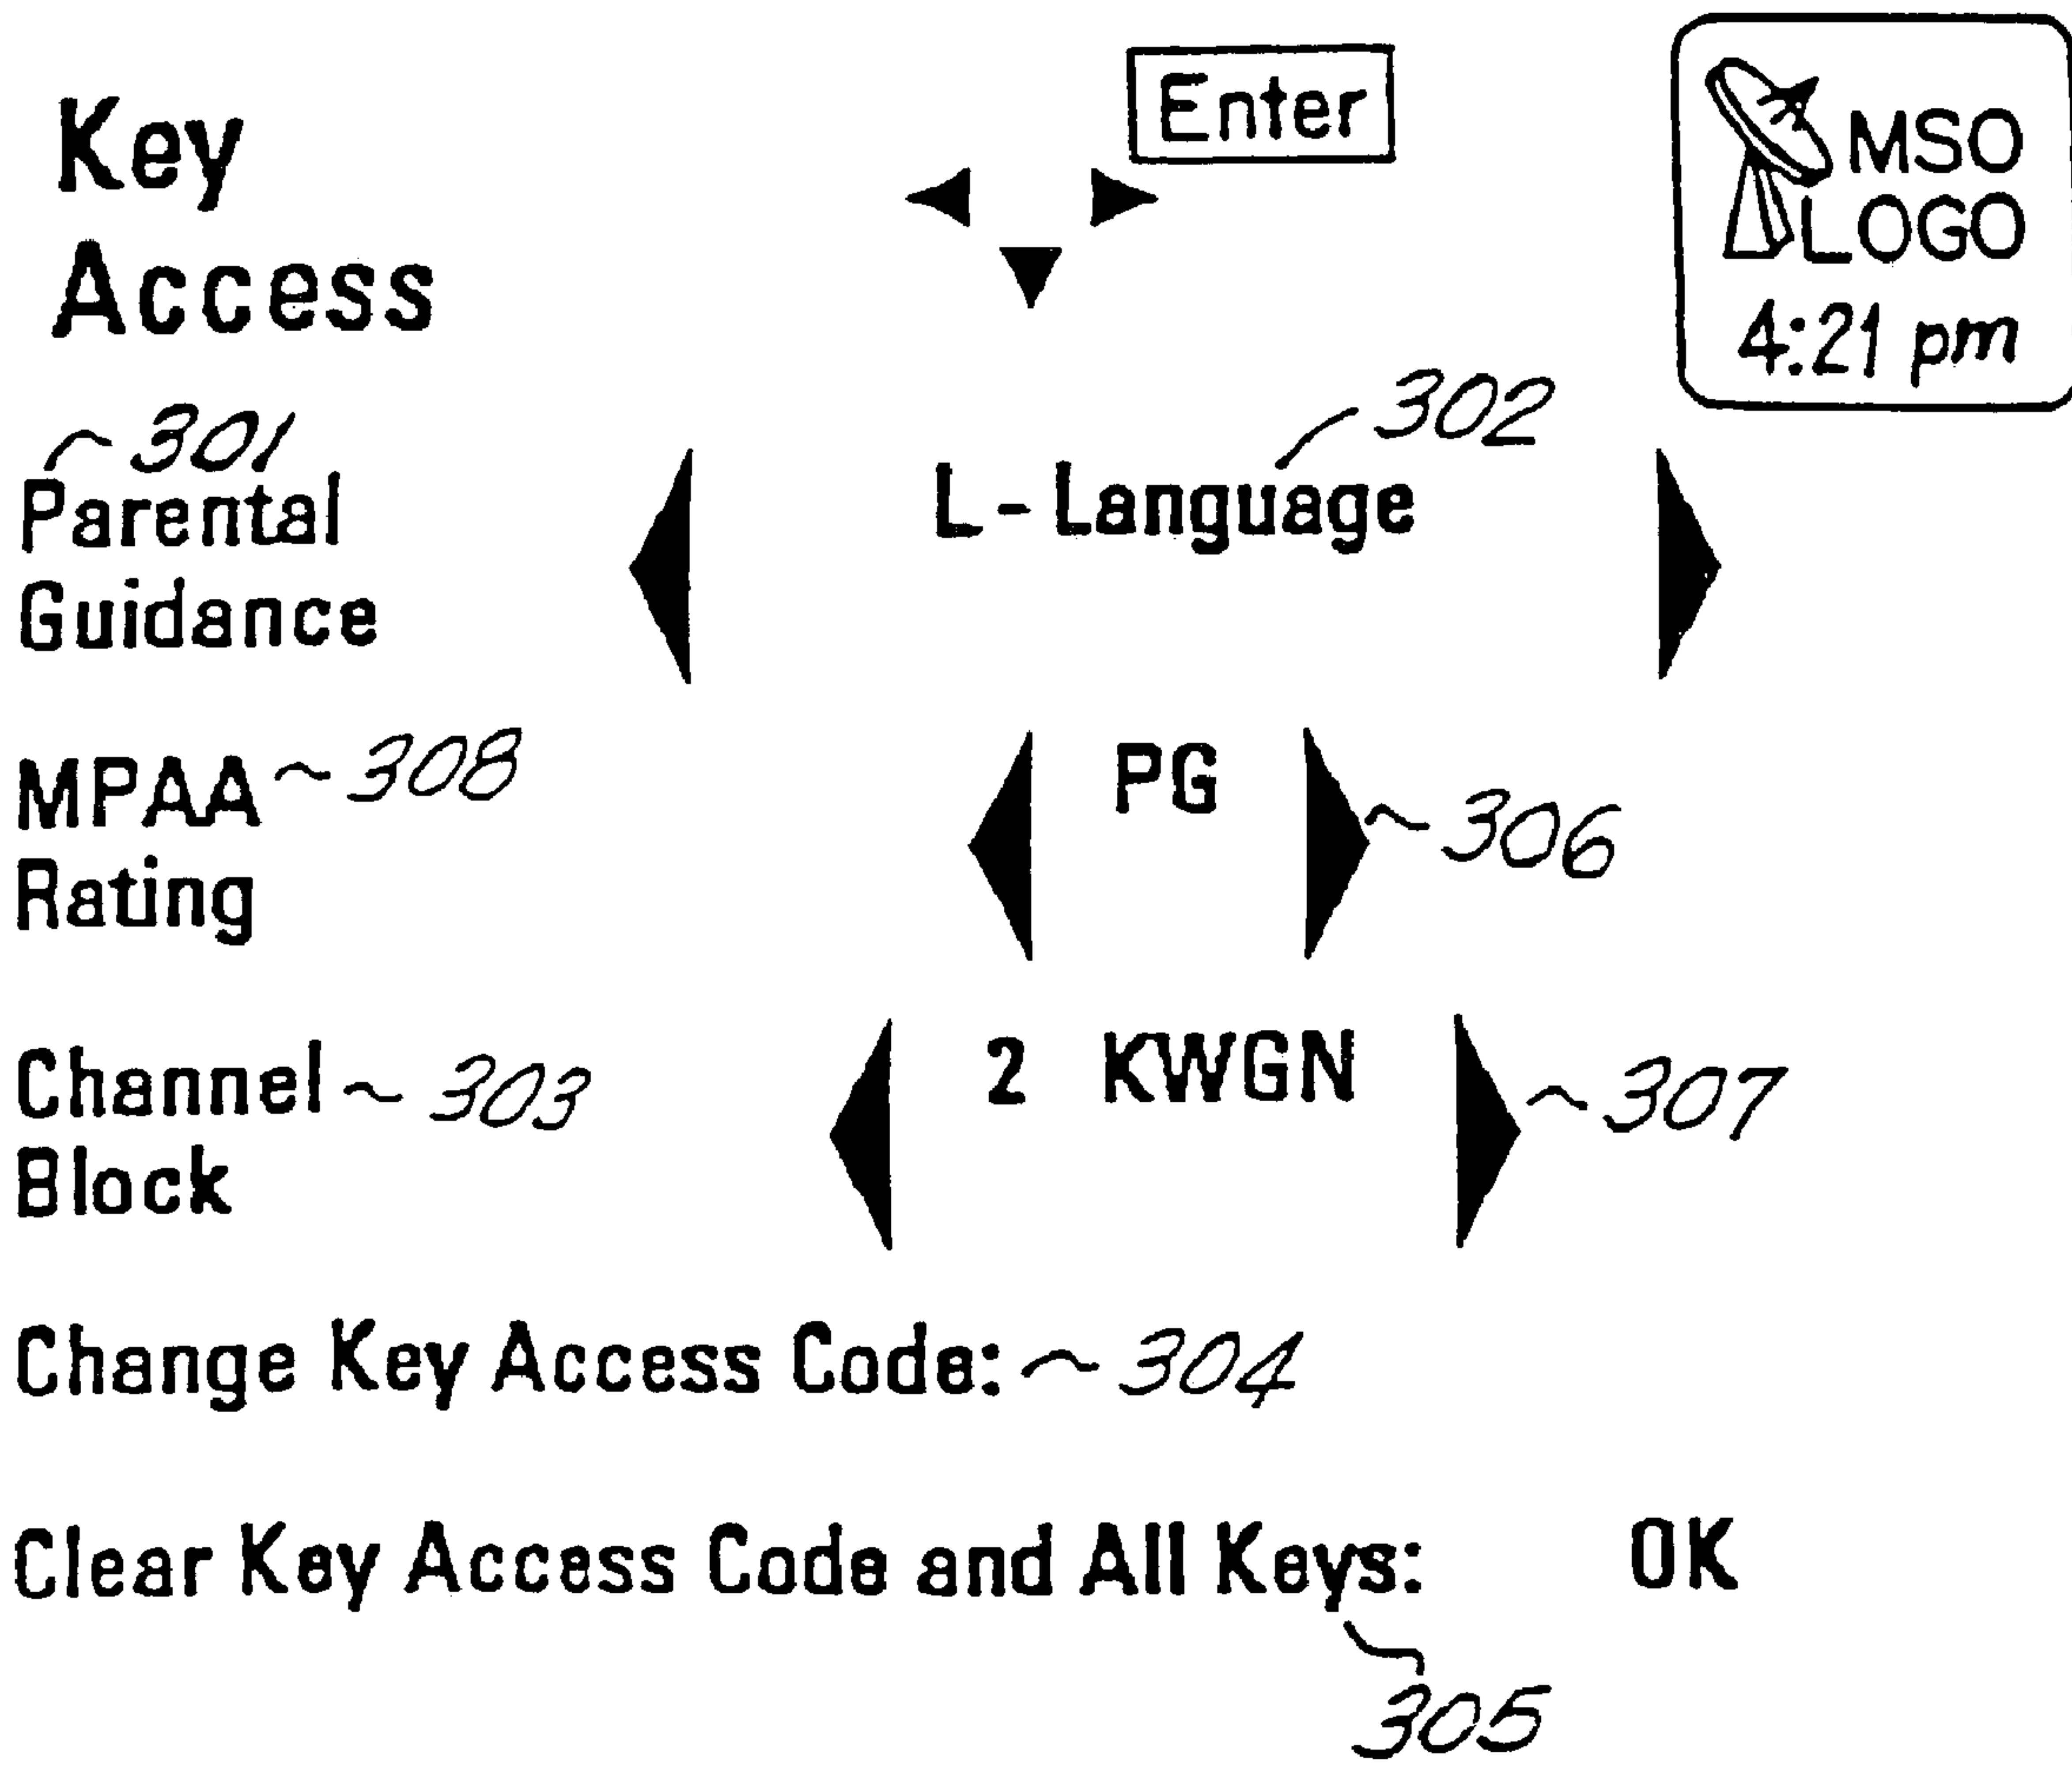 Key
Access
Enter
MSO
LOGO
4:21 pm
301
Parental
Guidance
L-Language
302
MPAA 308
Rating
PG
306
Channel 303
Block
2 KWGN
307
Change Key Access Code: 304
Clear Key Access Code and All Keys: OK
305